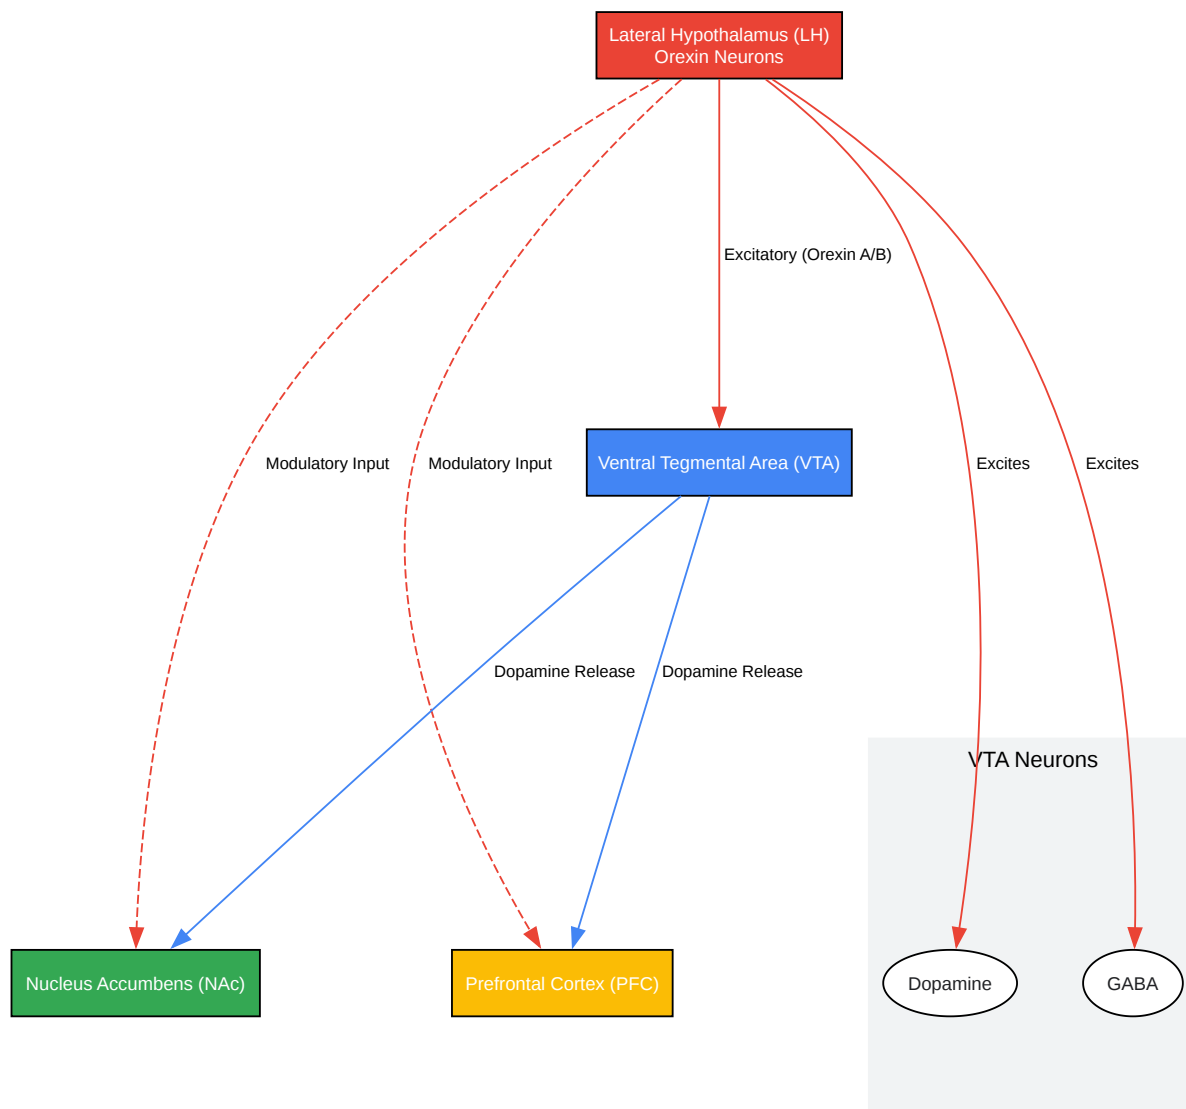 Lateral Hypothalamus (LH)
Orexin Neurons
Excitatory (Orexin A/B)
Modulatory Input
Modulatory Input
Ventral Tegmental Area (VTA)
Excites
Excites
Dopamine Release
Dopamine Release
VTA Neurons
Nucleus Accumbens (NAc)
Prefrontal Cortex (PFC)
Dopamine
GABA